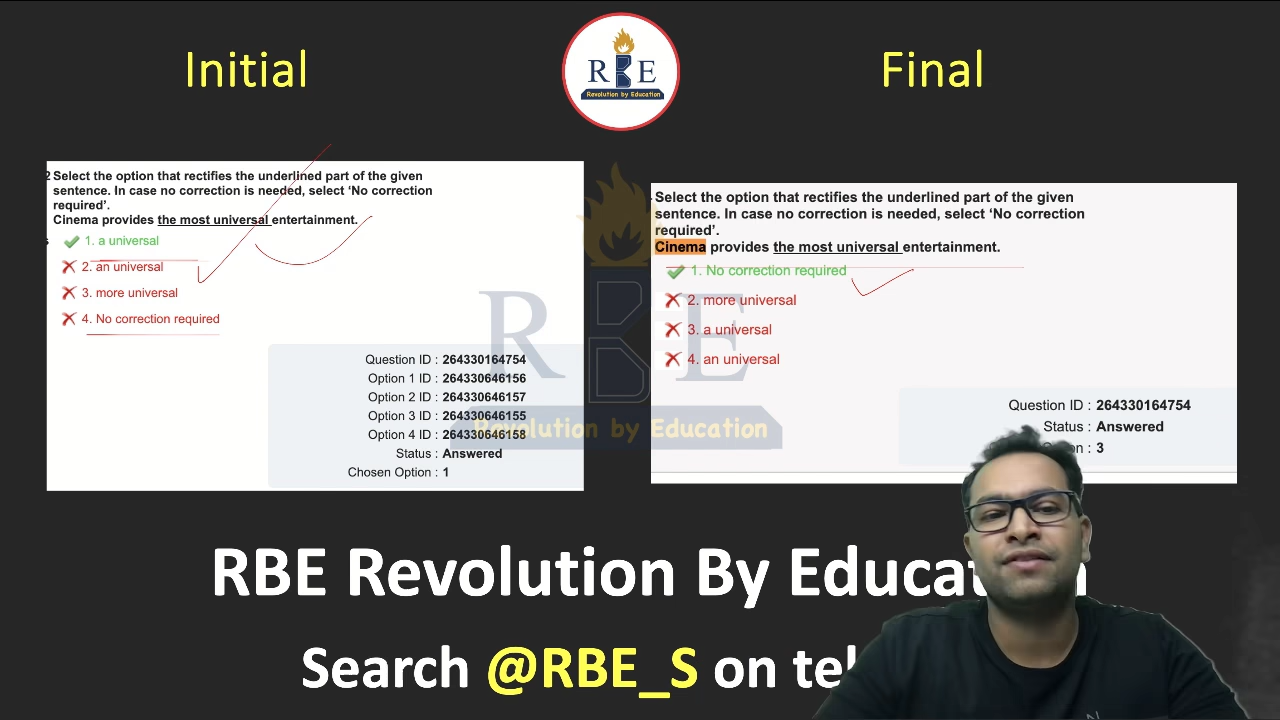 Initial
R E
Revolution by Education
Final
2 Select the option that rectifies the underlined part of the given
sentence. In case no correction is needed, select ‘No correction
required’.
Cinema provides the most universal entertainment.
s
1. a universal
2. an universal
3. more universal
4. No correction required
Question ID : 264330164754
Option 1 ID : 264330646156
Option 2 ID : 264330646157
Option 3 ID : 264330646155
Option 4 ID : 264330646158
Status : Answered
Chosen Option : 1
Select the option that rectifies the underlined part of the given
sentence. In case no correction is needed, select ‘No correction
required’.
Cinema provides the most universal entertainment.
1. No correction required
2. more universal
3. a universal
4. an universal
Question ID : 264330164754
Status : Answered
: 3
R E
Revolution by Education
RBE Revolution By Education
Search @RBE_S on tel